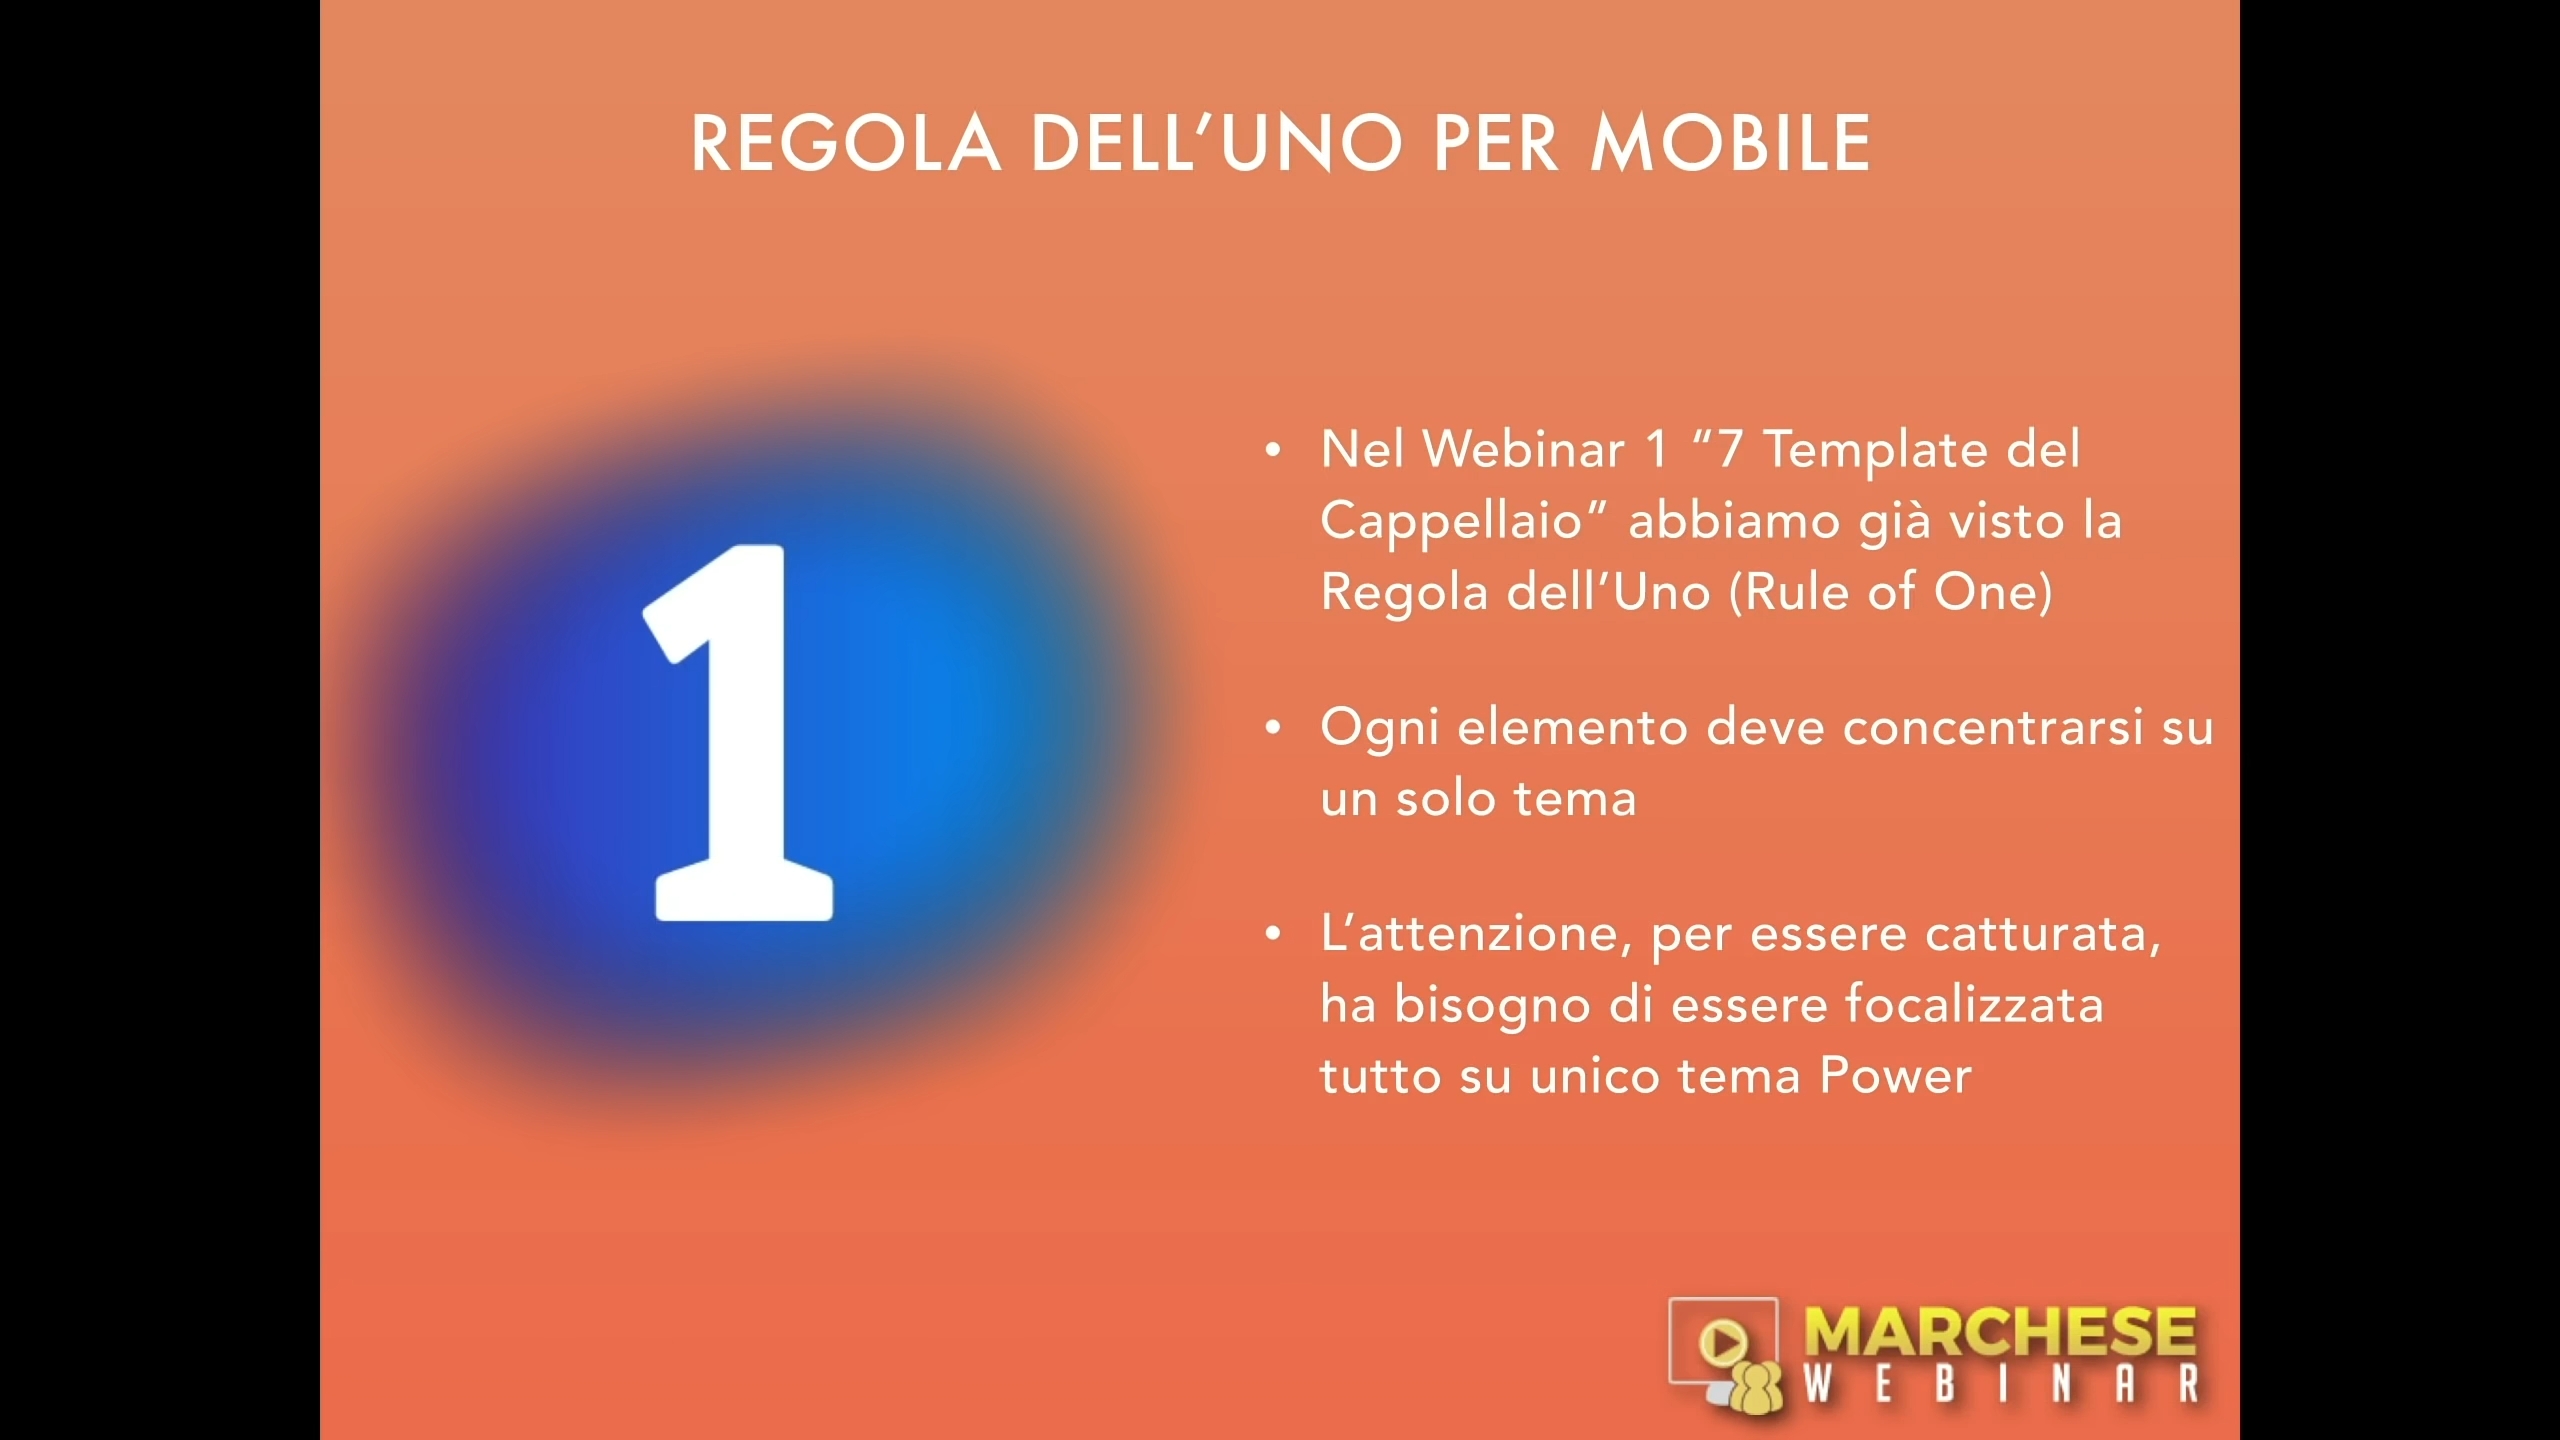 REGOLA DELL’UNO PER MOBILE
1
• Nel Webinar 1 “7 Template del
Cappellaio” abbiamo già visto la
Regola dell’Uno (Rule of One)
• Ogni elemento deve concentrarsi su
un solo tema
• L’attenzione, per essere catturata,
ha bisogno di essere focalizzata
tutto su unico tema Power
MARCHESE
WEBINAR